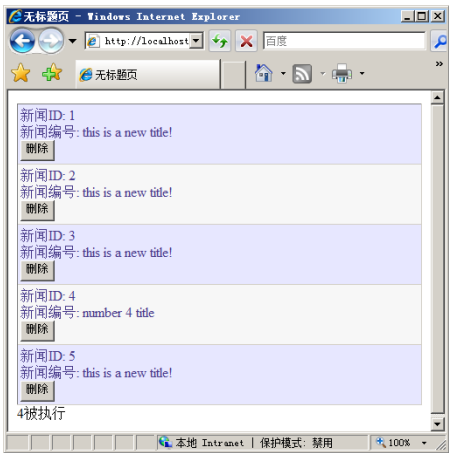 无标题页 - Windows Internet Explorer
http://localhost
百度
无标题页
»
新闻ID: 1
新闻编号: this is a new title!
删除
新闻ID: 2
新闻编号: this is a new title!
删除
新闻ID: 3
新闻编号: this is a new title!
删除
新闻ID: 4
新闻编号: number 4 title
删除
新闻ID: 5
新闻编号: this is a new title!
删除
4被执行
本地 Intranet | 保护模式: 禁用
100%